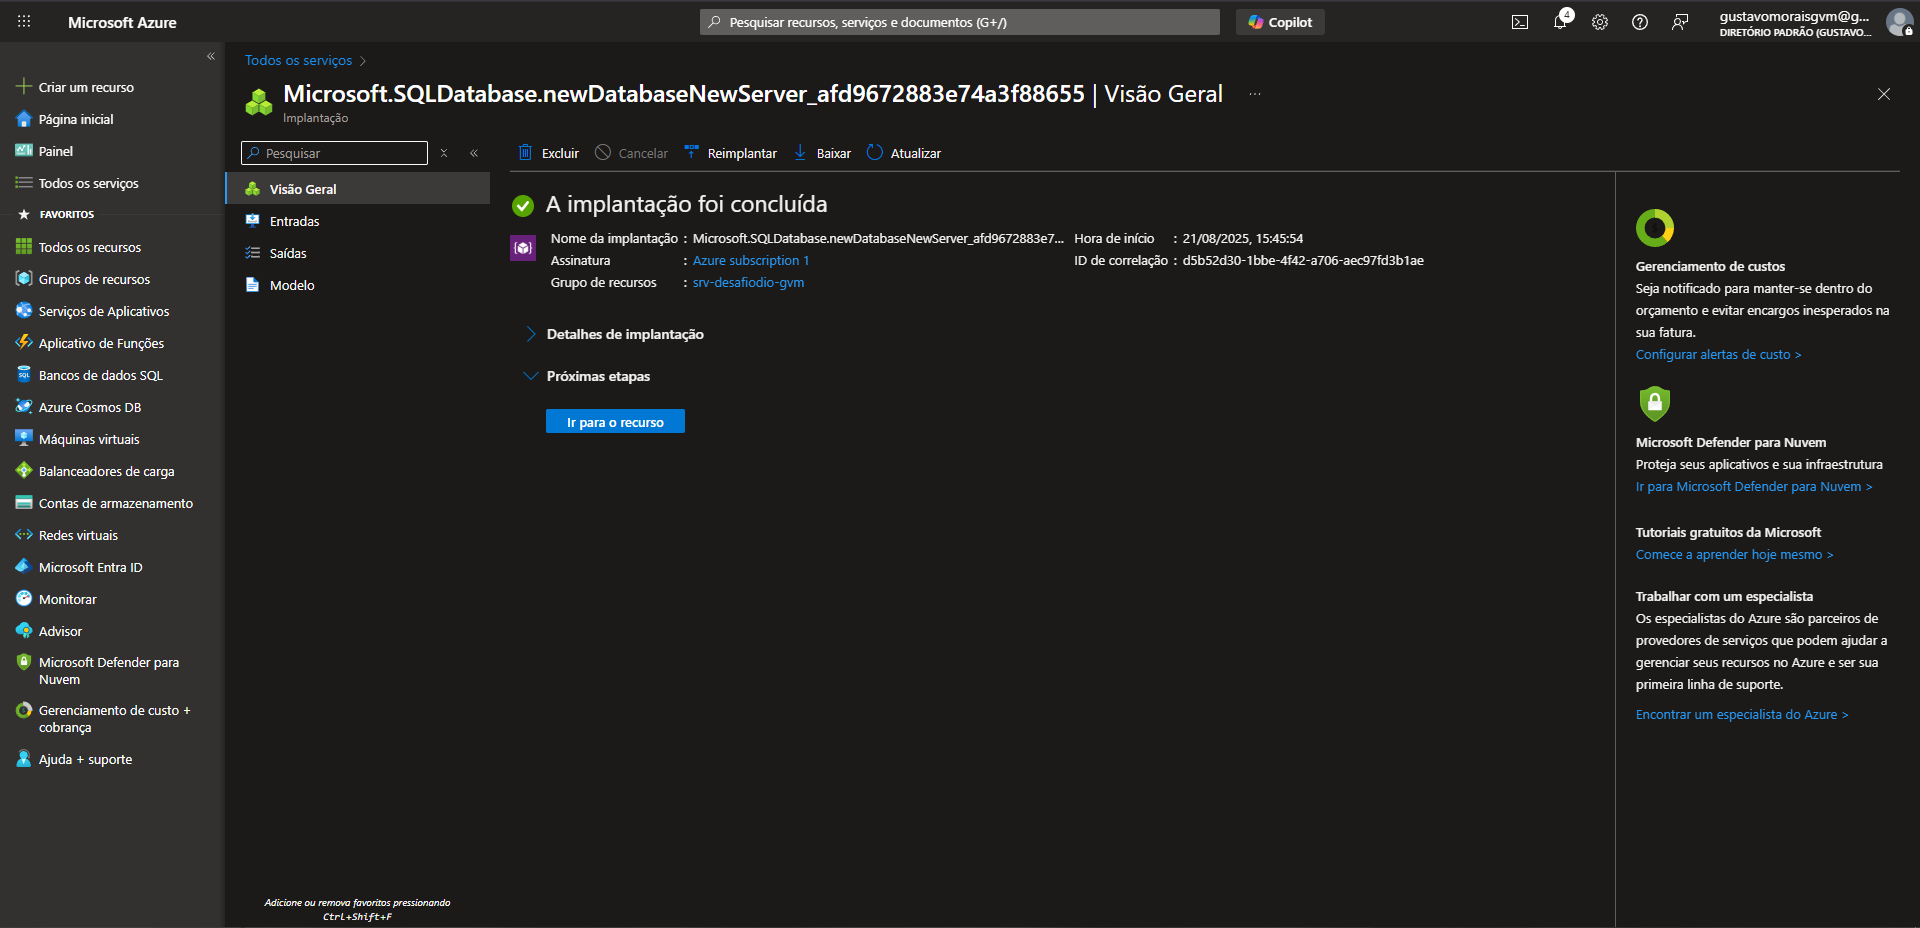 Microsoft Azure
Pesquisar recursos, serviços e documentos (G+/)
Copilot
4
gustavomoraisgvm@g...
DIRETÓRIO PADRÃO (GUSTAVO...
«
Criar um recurso
Página inicial
Painel
Todos os serviços
FAVORITOS
Todos os recursos
Grupos de recursos
Serviços de Aplicativos
Aplicativo de Funções
Bancos de dados SQL
Azure Cosmos DB
Máquinas virtuais
Balanceadores de carga
Contas de armazenamento
Redes virtuais
Microsoft Entra ID
Monitorar
Advisor
Microsoft Defender para
Nuvem
Gerenciamento de custo +
cobrança
Ajuda + suporte
Todos os serviços >
Microsoft.SQLDatabase.newDatabaseNewServer_afd9672883e74a3f88655 | Visão Geral ...
Implantação
Pesquisar
«
Visão Geral
Entradas
Saídas
Modelo
Adicione ou remova favoritos pressionando
Ctrl+Shift+F
Excluir
Cancelar
Reimplantar
Baixar
Atualizar
A implantação foi concluída
Nome da implantação : Microsoft.SQLDatabase.newDatabaseNewServer_afd9672883e7...
Assinatura : Azure subscription 1
Grupo de recursos : srv-desafiodio-gvm
Hora de início : 21/08/2025, 15:45:54
ID de correlação : d5b52d30-1bbe-4f42-a706-aec97fd3b1ae
Detalhes de implantação
Próximas etapas
Ir para o recurso
Gerenciamento de custos
Seja notificado para manter-se dentro do
orçamento e evitar encargos inesperados na
sua fatura.
Configurar alertas de custo >
Microsoft Defender para Nuvem
Proteja seus aplicativos e sua infraestrutura
Ir para Microsoft Defender para Nuvem >
Tutoriais gratuitos da Microsoft
Comece a aprender hoje mesmo >
Trabalhar com um especialista
Os especialistas do Azure são parceiros de
provedores de serviços que podem ajudar a
gerenciar seus recursos no Azure e ser sua
primeira linha de suporte.
Encontrar um especialista do Azure >